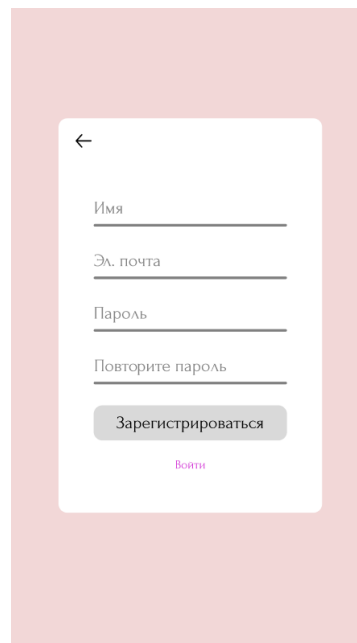 Имя
Эл. почта
Пароль
Повторите пароль
Зарегистрироваться
Войти